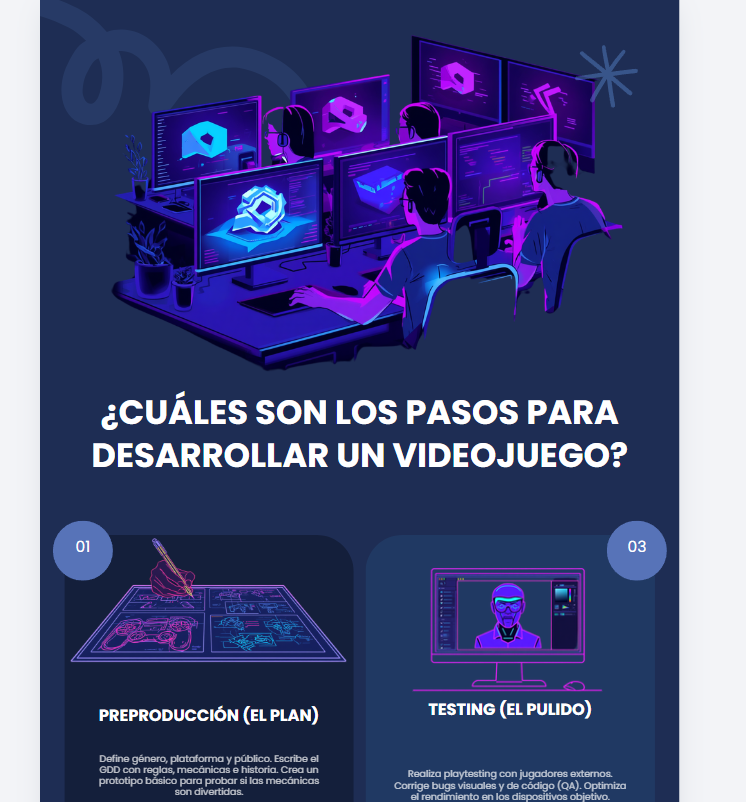 ¿CUÁLES SON LOS PASOS PARA
DESARROLLAR UN VIDEOJUEGO?
01
PREPRODUCCIÓN (EL PLAN)
Define género, plataforma y público. Escribe el
GDD con reglas, mecánicas e historia. Crea un
prototipo básico para probar si las mecánicas
son divertidas.
03
TESTING (EL PULIDO)
Realiza playtesting con jugadores externos.
Corrige bugs visuales y de código (QA). Optimiza
el rendimiento en los dispositivos objetivo.